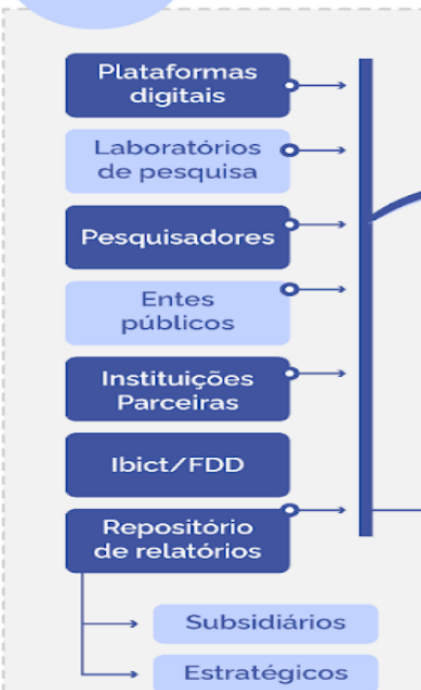 Plataformas
digitais
Laboratórios
de pesquisa
Pesquisadores
Entes
públicos
Instituições
Parceiras
Ibict/FDD
Repositório
de relatórios
Subsidiários
Estratégicos